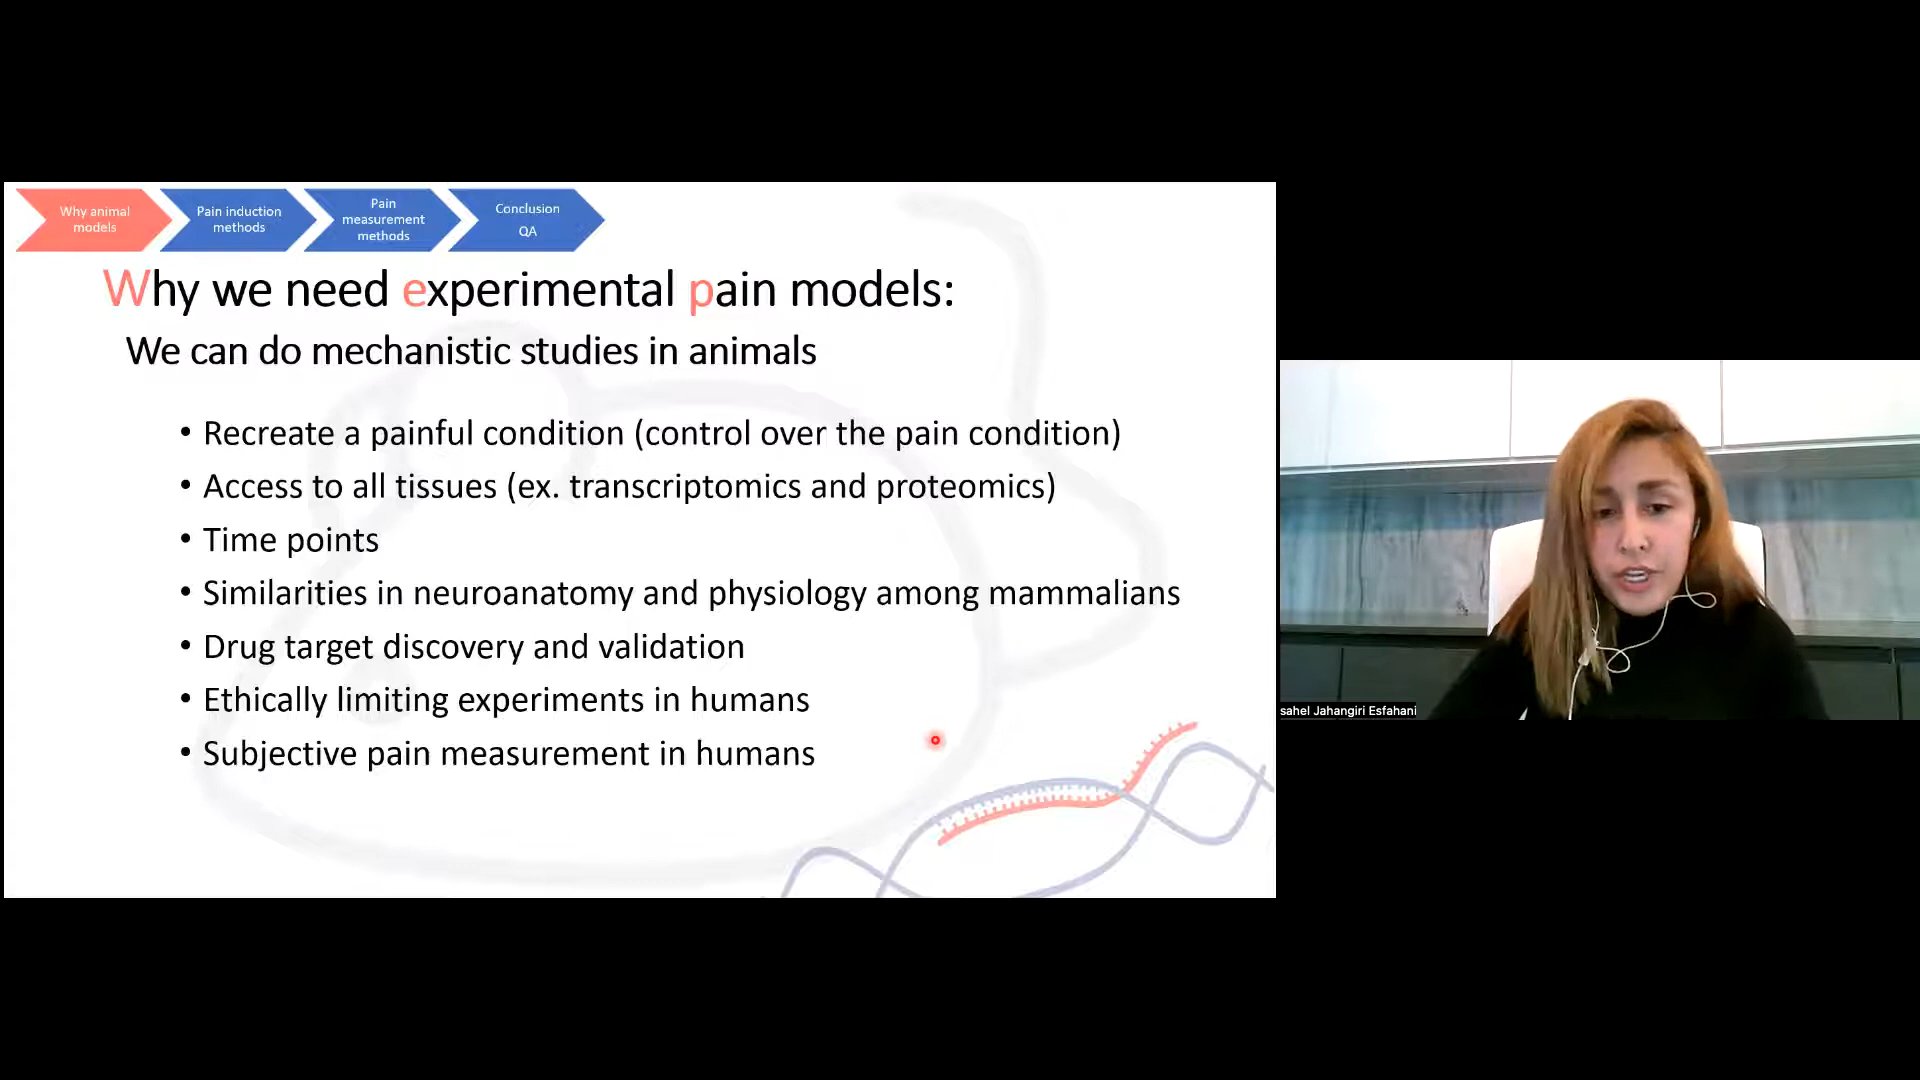 Why animal
models
Pain induction
methods
Pain
measurement
methods
Conclusion
QA
Why we need experimental pain models:
We can do mechanistic studies in animals
• Recreate a painful condition (control over the pain condition)
• Access to all tissues (ex. transcriptomics and proteomics)
• Time points
• Similarities in neuroanatomy and physiology among mammalians
• Drug target discovery and validation
• Ethically limiting experiments in humans
• Subjective pain measurement in humans
sahel Jahangiri Esfahani